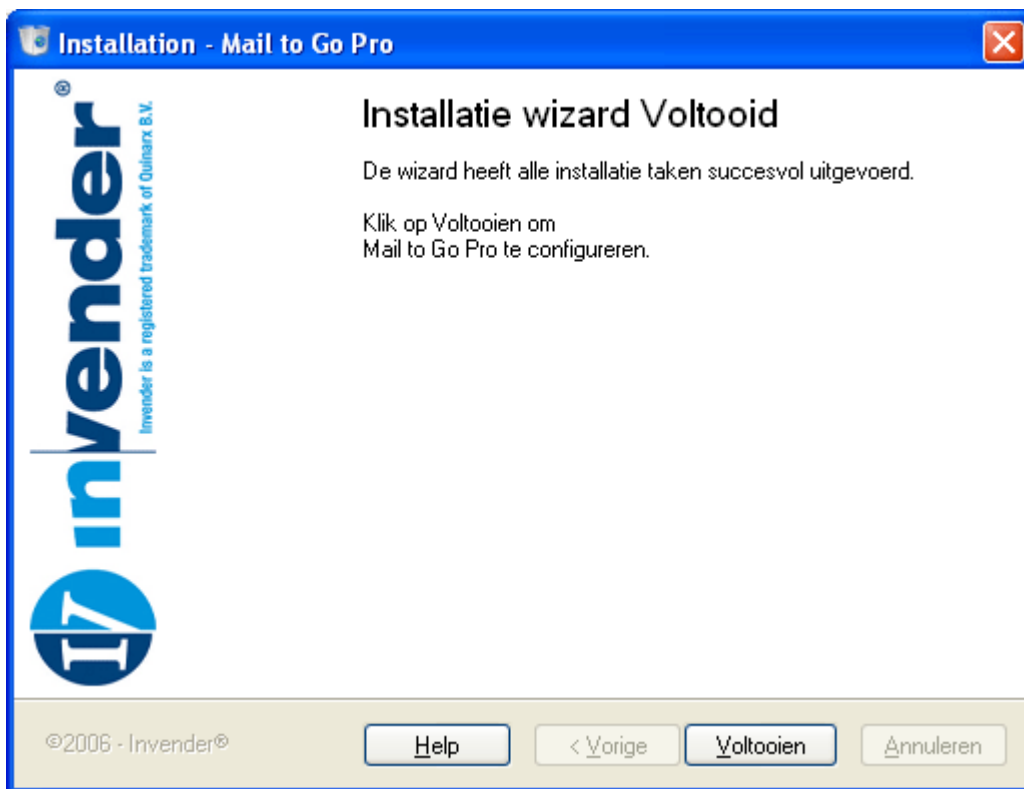 Installation - Mail to Go Pro
invender®
Invender is a registered trademark of Quinarx B.V.
IV
Installatie wizard Voltooid
De wizard heeft alle installatie taken succesvol uitgevoerd.
Klik op Voltooien om
Mail to Go Pro te configureren.
©2006 - Invender®
Help
< Vorige
Voltooien
Annuleren